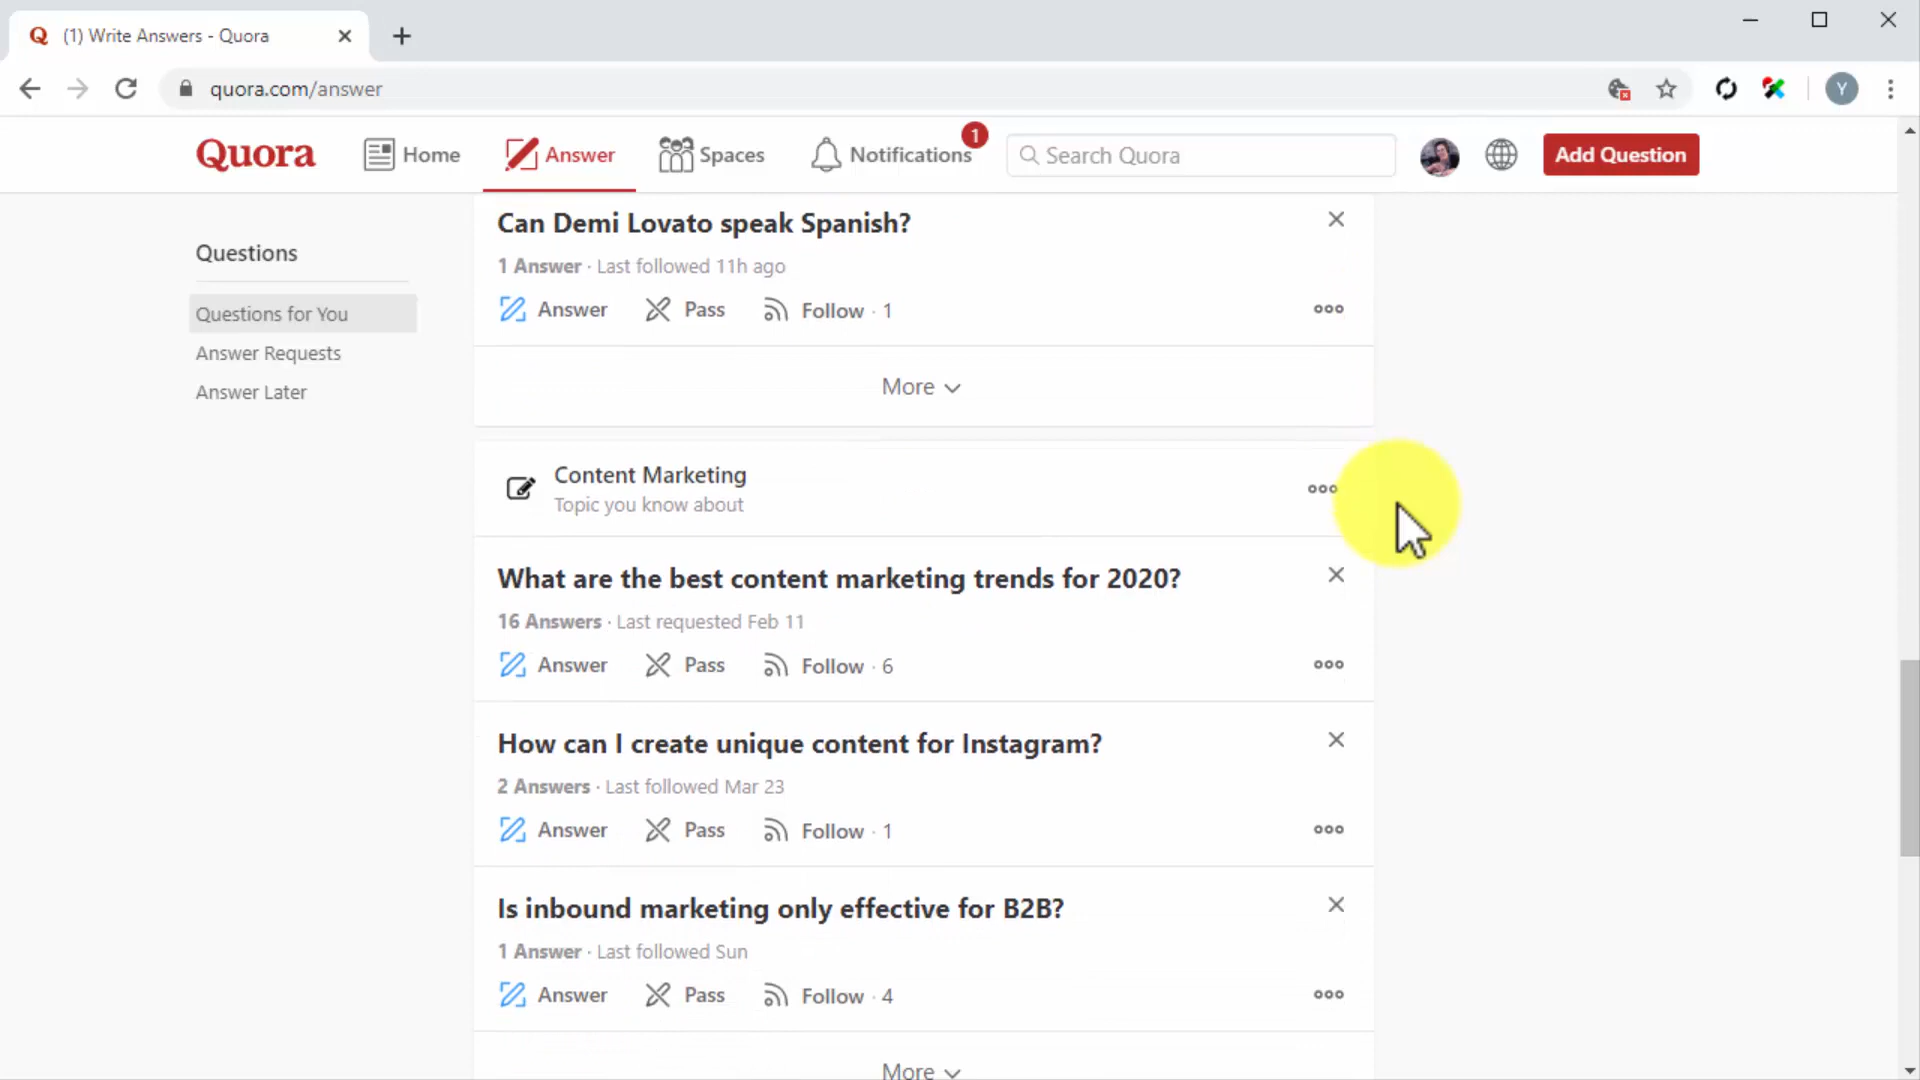 Q (1) Write Answers - Quora
quora.com/answer
Y
Quora
Home
Answer
Spaces
Notifications
1
Search Quora
Add Question
Questions
Questions for You
Answer Requests
Answer Later
Can Demi Lovato speak Spanish?
1 Answer · Last followed 11h ago
Answer Pass Follow · 1
More
Content Marketing
Topic you know about
What are the best content marketing trends for 2020?
16 Answers · Last requested Feb 11
Answer Pass Follow · 6
How can I create unique content for Instagram?
2 Answers · Last followed Mar 23
Answer Pass Follow · 1
Is inbound marketing only effective for B2B?
1 Answer · Last followed Sun
Answer Pass Follow · 4
More